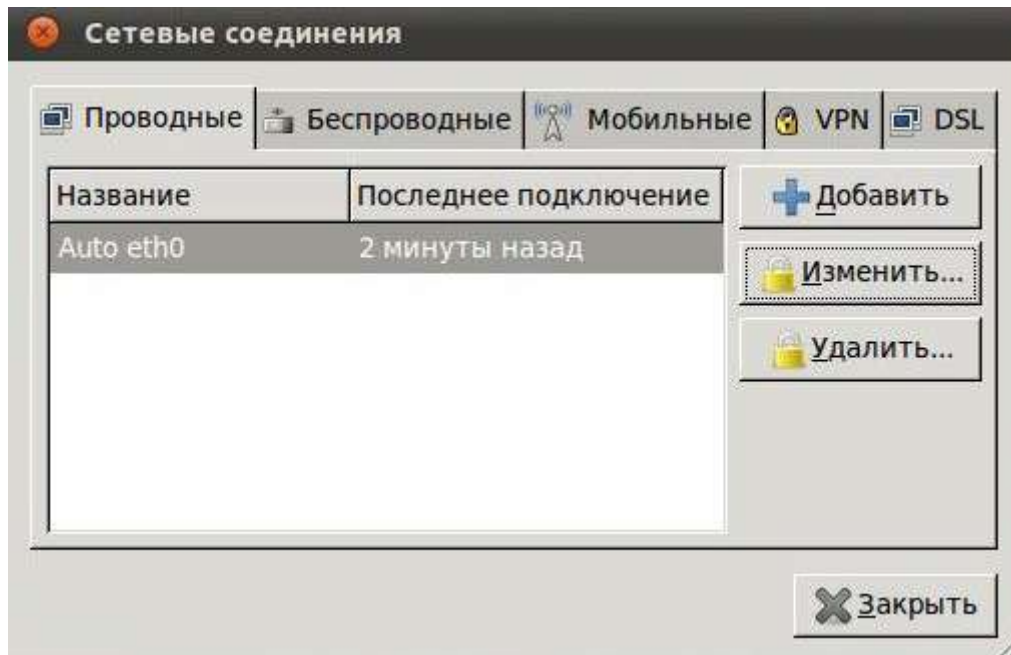 Сетевые соединения
Проводные Беспроводные Мобильные VPN DSL
Название Последнее подключение
Auto eth0 2 минуты назад
Добавить
Изменить...
Удалить...
Закрыть